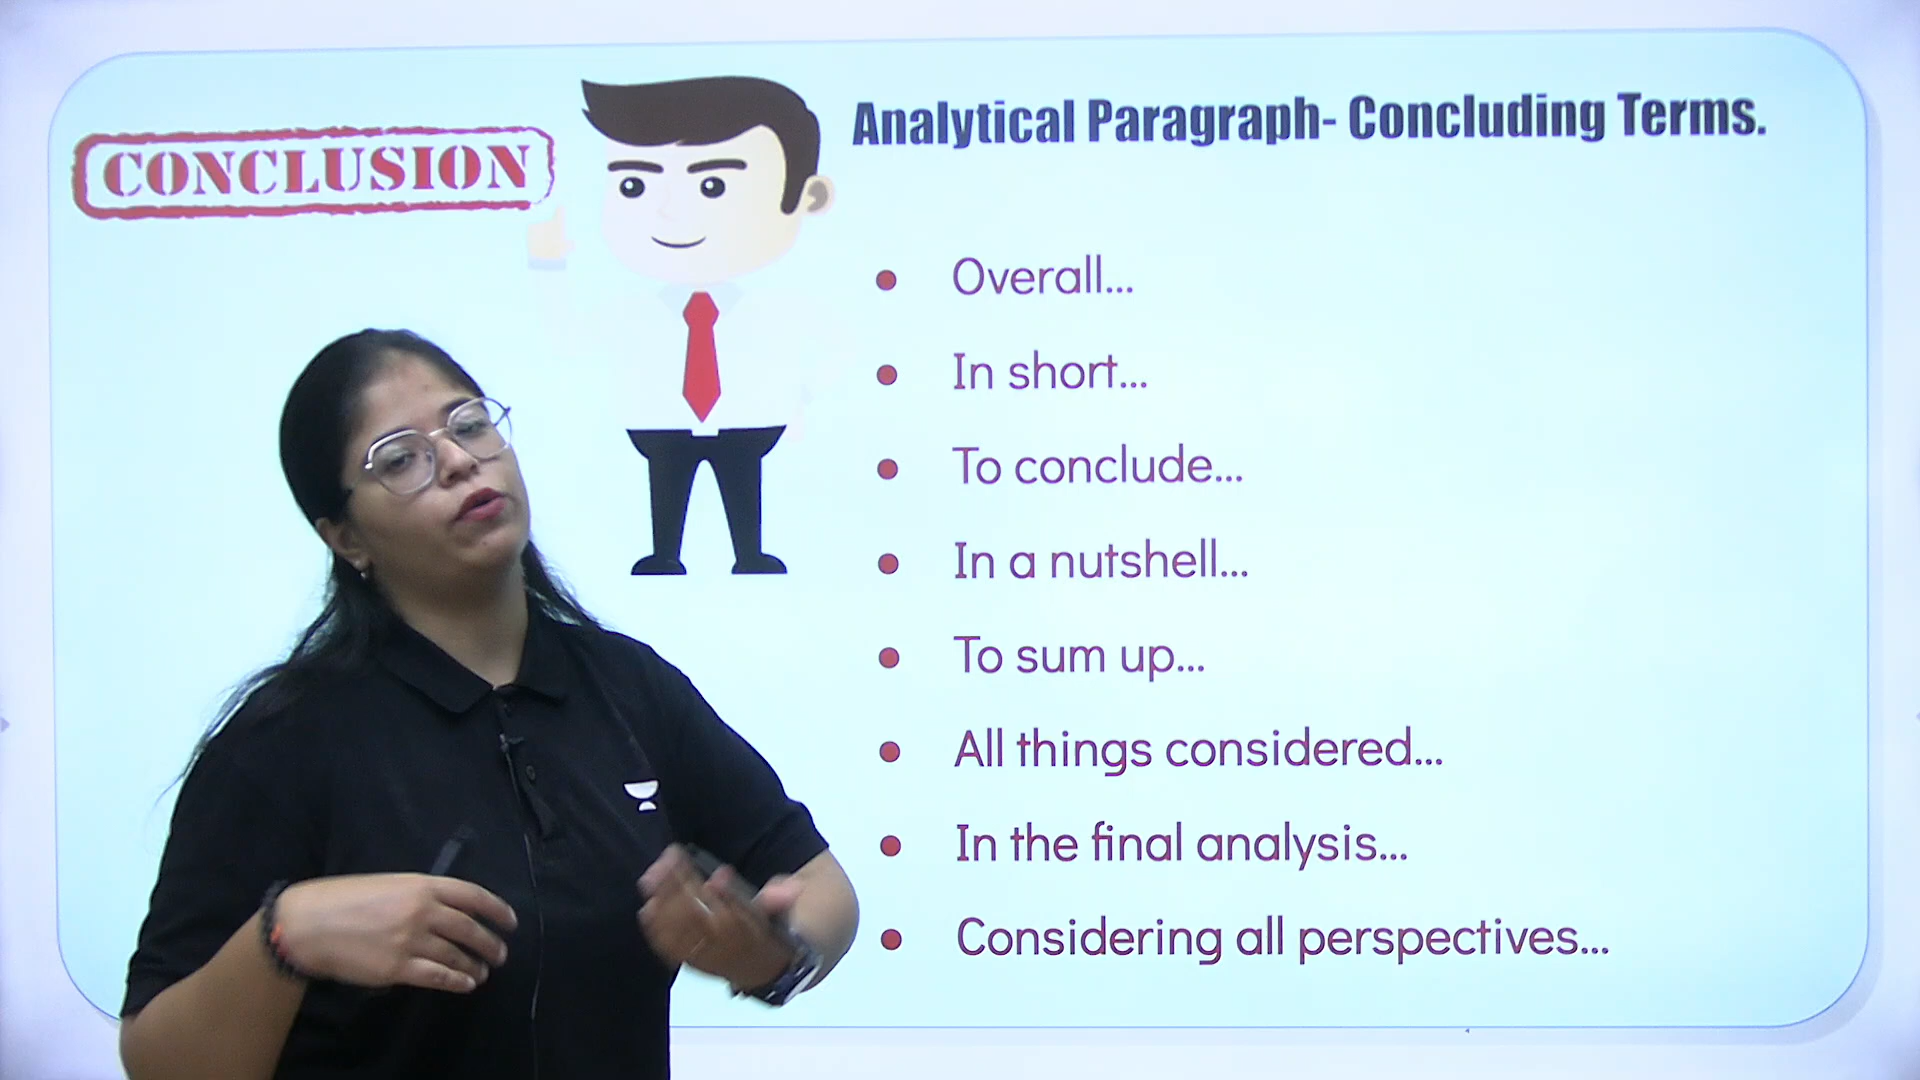 CONCLUSION
Analytical Paragraph- Concluding Terms.
Overall...
In short...
To conclude...
In a nutshell...
To sum up...
All things considered...
In the final analysis...
Considering all perspectives...